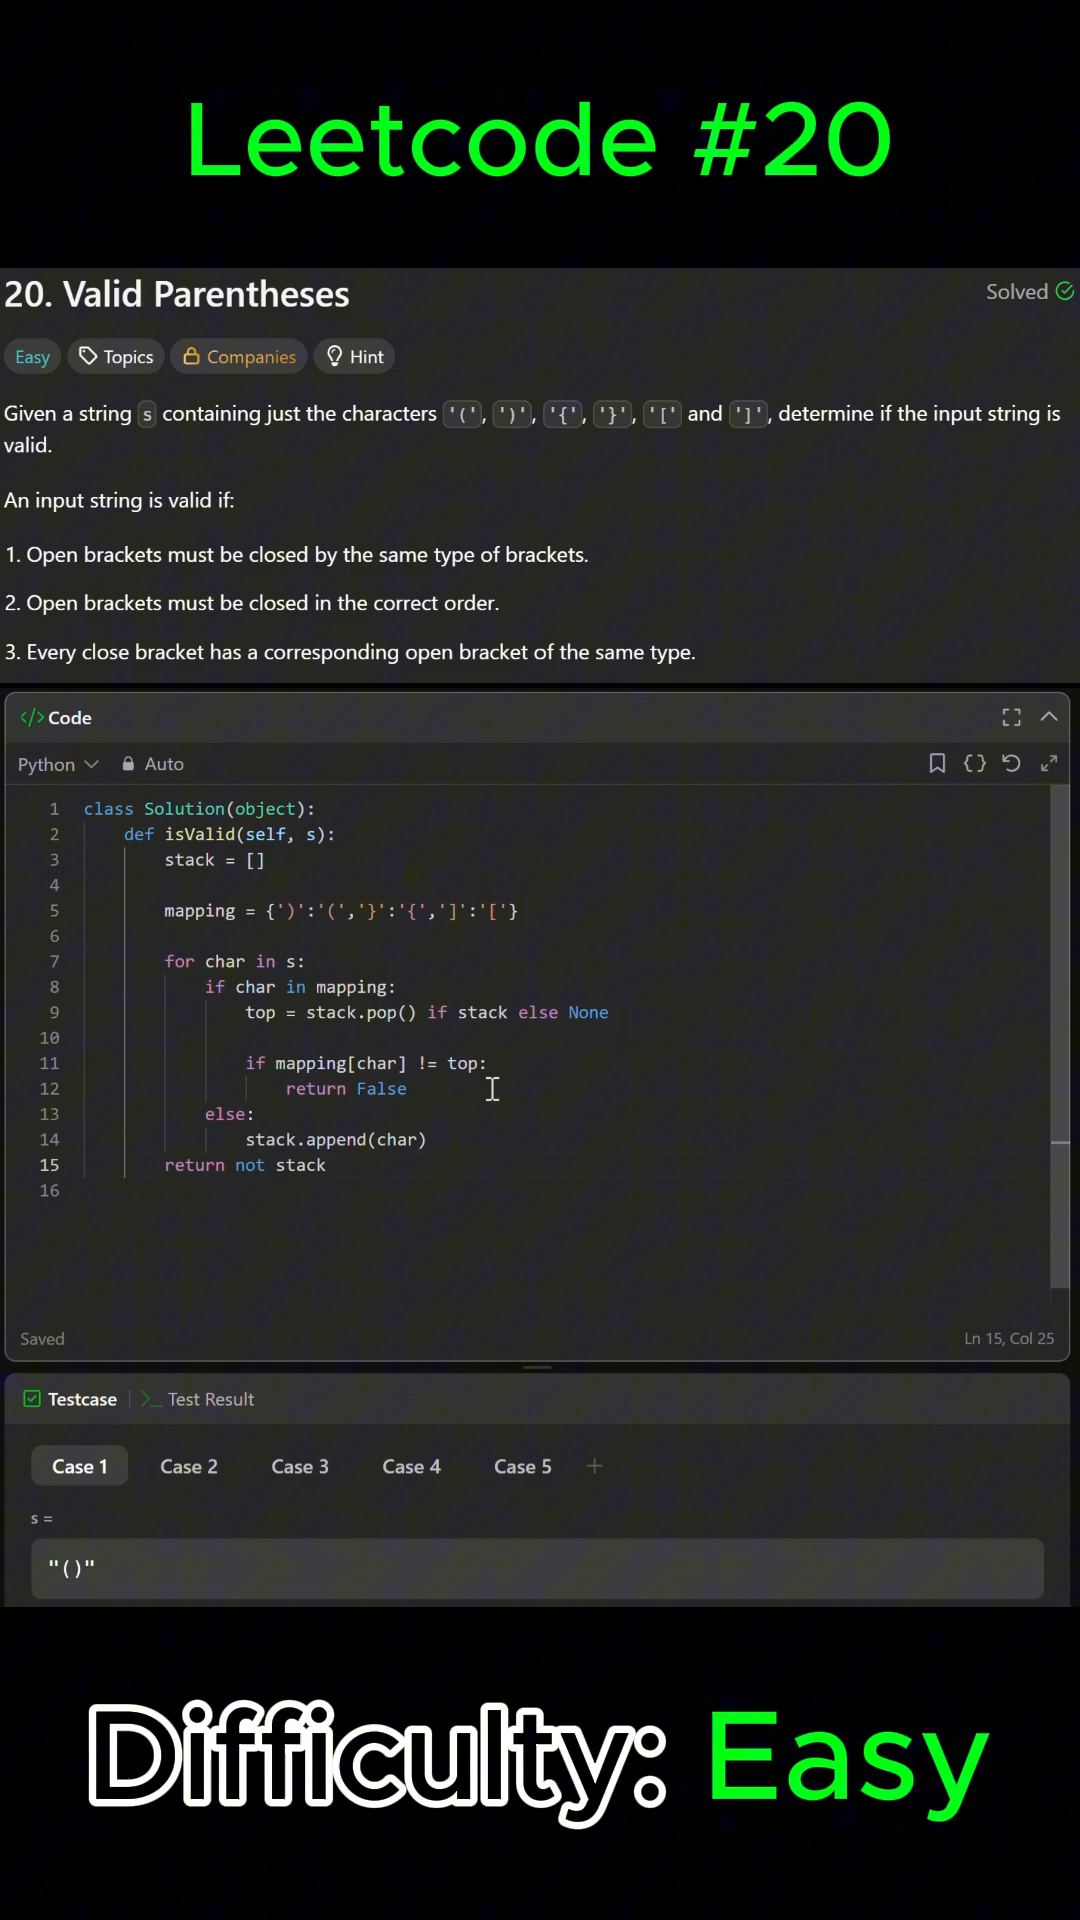 Leetcode #20
20. Valid Parentheses
Solved
Easy Topics Companies Hint
Given a string s containing just the characters '(', ')', '{', '}', '[' and ']', determine if the input string is
valid.
An input string is valid if:
1. Open brackets must be closed by the same type of brackets.
2. Open brackets must be closed in the correct order.
3. Every close bracket has a corresponding open bracket of the same type.
</> Code
Python Auto
1 class Solution(object):
2     def isValid(self, s):
3         stack = []
4
5         mapping = {')':'(','}':'{',']':'['}
6
7         for char in s:
8             if char in mapping:
9                 top = stack.pop() if stack else None
10
11                 if mapping[char] != top:
12                     return False
13             else:
14                 stack.append(char)
15         return not stack
16
Saved
Ln 15, Col 25
Testcase | >_ Test Result
Case 1 Case 2 Case 3 Case 4 Case 5 +
s =
"()"
Difficulty: Easy